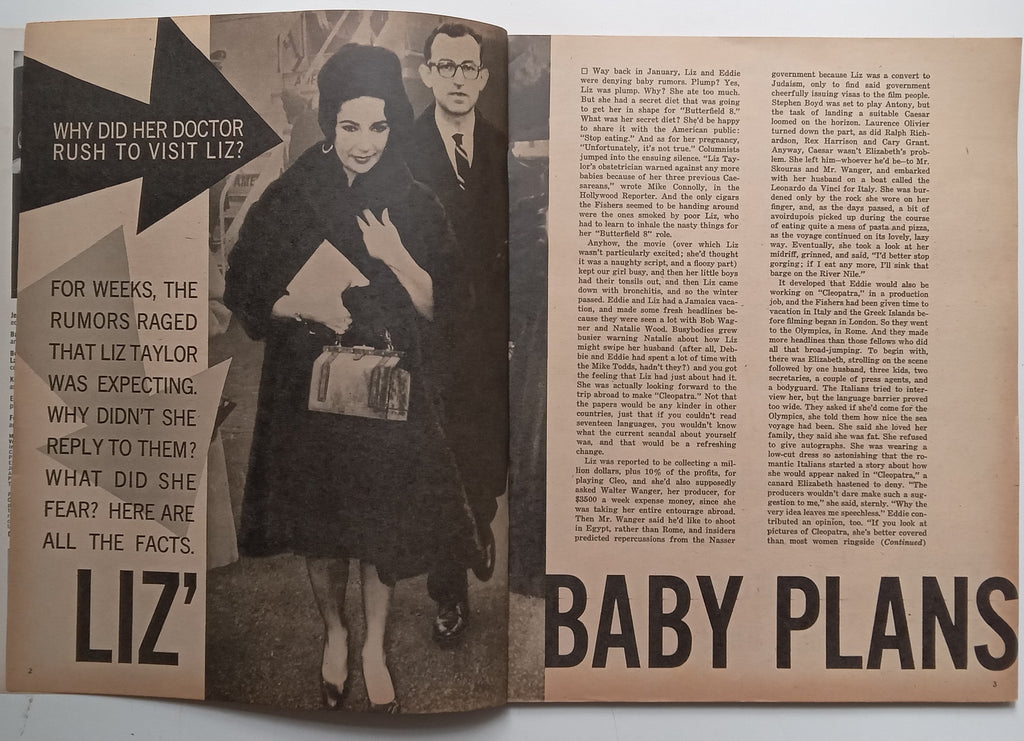 WHY DID HER DOCTOR
RUSH TO VISIT LIZ?
FOR WEEKS, THE
RUMORS RAGED
THAT LIZ TAYLOR
WAS EXPECTING.
WHY DIDN'T SHE
REPLY TO THEM?
WHAT DID SHE
FEAR? HERE ARE
ALL THE FACTS.
LIZ'
2
□ Way back in January, Liz and Eddie
were denying baby rumors. Plump? Yes,
Liz was plump. Why? She ate too much.
But she had a secret diet that was going
to get her in shape for "Butterfield 8."
What was her secret diet? She'd be happy
to share it with the American public:
"Stop eating." And as for her pregnancy,
"Unfortunately, it's not true." Columnists
jumped into the ensuing silence. "Liz Tay-
lor's obstetrician warned against any more
babies because of her three previous Cae-
sareans," wrote Mike Connolly, in the
Hollywood Reporter. And the only cigars
the Fishers seemed to be handing around
were the ones smoked by poor Liz, who
had to learn to inhale the nasty things for
her "Butterfield 8" role.
Anyhow, the movie (over which Liz
wasn't particularly excited; she'd thought
it was a naughty script, and a floozy part)
kept our girl busy, and then her little boys
had their tonsils out, and then Liz came
down with bronchitis, and so the winter
passed. Eddie and Liz had a Jamaica vaca-
tion, and made some fresh headlines be-
cause they were seen a lot with Bob Wag-
ner and Natalie Wood. Busybodies grew
busier warning Natalie about how Liz
might swipe her husband (after all, Deb-
bie and Eddie had spent a lot of time with
the Mike Todds, hadn't they?) and you got
the feeling that Liz had just about had it.
She was actually looking forward to the
trip abroad to make "Cleopatra." Not that
the papers would be any kinder in other
countries, just that if you couldn't read
seventeen languages, you wouldn't know
what the current scandal about yourself
was, and that would be a refreshing
change.
Liz was reported to be collecting a mil-
lion dollars, plus 10% of the profits, for
playing Cleo, and she'd also supposedly
asked Walter Wanger, her producer, for
$3500 a week expense money, since she
was taking her entire entourage abroad.
Then Mr. Wanger said he'd like to shoot
in Egypt, rather than Rome, and insiders
predicted repercussions from the Nasser
government because Liz was a convert to
Judaism, only to find said government
cheerfully issuing visas to the film people.
Stephen Boyd was set to play Antony, but
the task of landing a suitable Caesar
loomed on the horizon. Laurence Olivier
turned down the part, as did Ralph Rich-
ardson, Rex Harrison and Cary Grant.
Anyway, Caesar wasn't Elizabeth's prob-
lem. She left him—whoever he'd be—to Mr.
Skouras and Mr. Wanger, and embarked
with her husband on a boat called the
Leonardo da Vinci for Italy. She was bur-
dened only by the rock she wore on her
finger, and, as the days passed, a bit of
avoirdupois picked up during the course
of eating quite a mess of pasta and pizza,
as the voyage continued on its lovely, lazy
way. Eventually, she took a look at her
midriff, grinned, and said, "I'd better stop
gorging; if I eat any more, I'll sink that
barge on the River Nile."
It developed that Eddie would also be
working on "Cleopatra," in a production
job, and the Fishers had been given time to
vacation in Italy and the Greek Islands be-
fore filming began in London. So they went
to the Olympics, in Rome. And they made
more headlines than those fellows who did
all that broad-jumping. To begin with,
there was Elizabeth, strolling on the scene
followed by one husband, three kids, two
secretaries, a couple of press agents, and
a bodyguard. The Italians tried to inter-
view her, but the language barrier proved
too wide. They asked if she'd come for the
Olympics, she told them how nice the sea
voyage had been. She said she loved her
family, they said she was fat. She refused
to give autographs. She was wearing a
low-cut dress so astonishing that the ro-
mantic Italians started a story about how
she would appear naked in "Cleopatra," a
canard Elizabeth hastened to deny. "The
producers wouldn't dare make such a sug-
gestion to me," she said, sternly. "Why the
very idea leaves me speechless." Eddie con-
tributed an opinion, too. "If you look at
pictures of Cleopatra, she's better covered
than most women ringside (Continued)
BABY PLANS
3